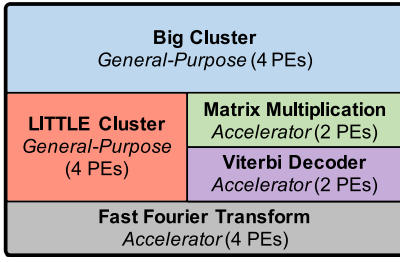 Big Cluster
General-Purpose (4 PEs)
LITTLE Cluster
General-Purpose
(4 PEs)
Matrix Multiplication
Accelerator (2 PEs)
Viterbi Decoder
Accelerator (2 PEs)
Fast Fourier Transform
Accelerator (4 PEs)